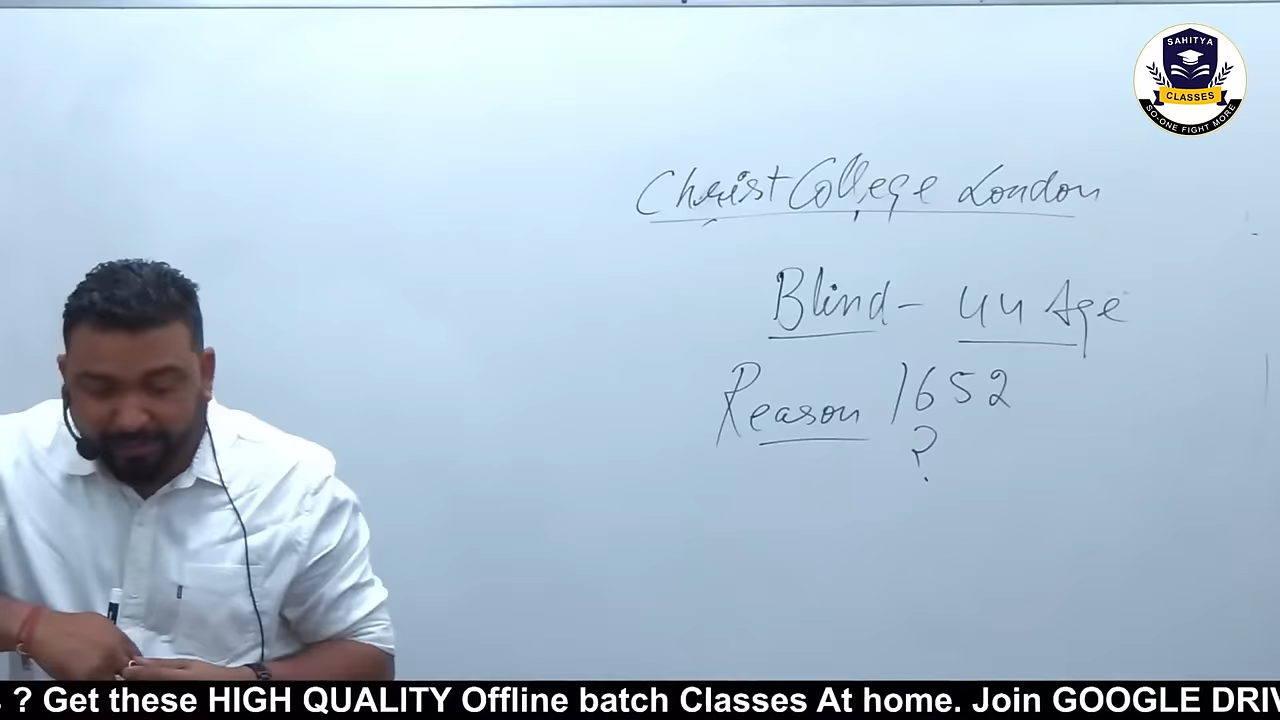 SAHITYA
CLASSES
SO-ONE FIGHT MORE
Christ College London
Blind - 44 Age
Reason 1652
?
? Get these HIGH QUALITY Offline batch Classes At home. Join GOOGLE DRIV